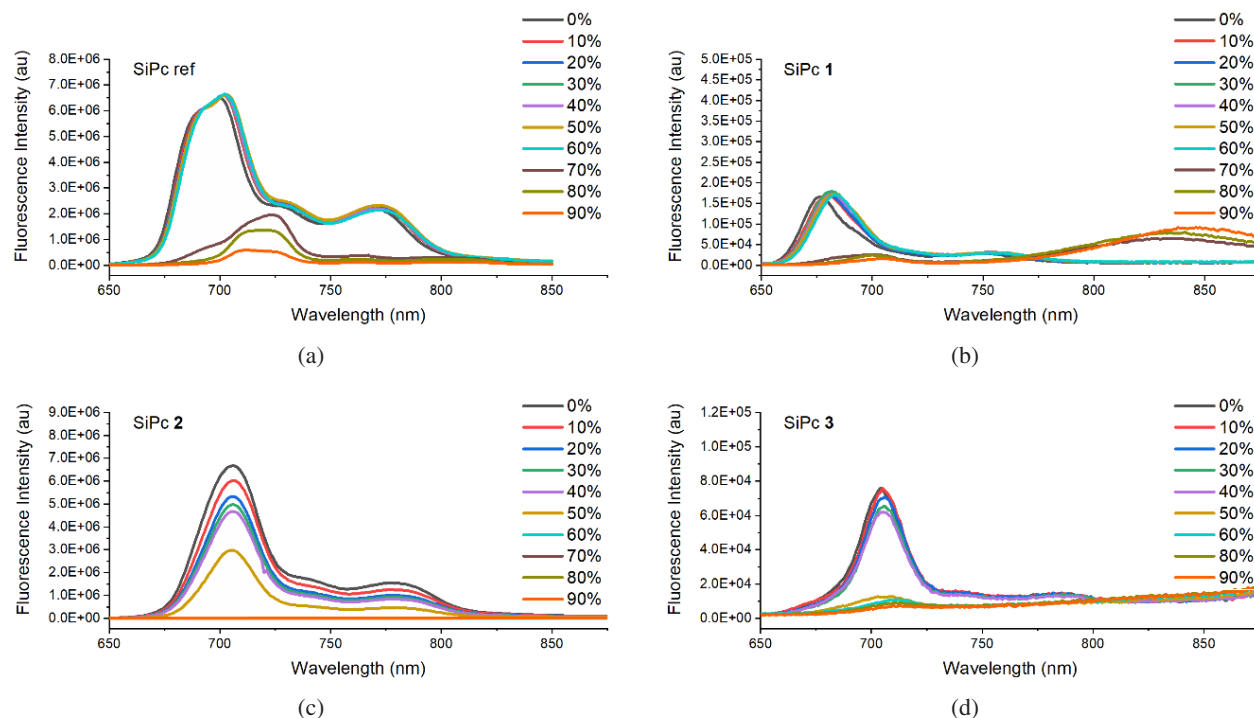 SiPc ref
Fluorescence Intensity (au)
8.0E+06
7.0E+06
6.0E+06
5.0E+06
4.0E+06
3.0E+06
2.0E+06
1.0E+06
0.0E+00
650
700
750
800
850
Wavelength (nm)
0%
10%
20%
30%
40%
50%
60%
70%
80%
90%
(a)
SiPc 1
Fluorescence Intensity (au)
5.0E+05
4.5E+05
4.0E+05
3.5E+05
3.0E+05
2.5E+05
2.0E+05
1.5E+05
1.0E+05
5.0E+04
0.0E+00
650
700
750
800
850
Wavelength (nm)
0%
10%
20%
30%
40%
50%
60%
70%
80%
90%
(b)
SiPc 2
Fluorescence Intensity (au)
9.0E+06
8.0E+06
7.0E+06
6.0E+06
5.0E+06
4.0E+06
3.0E+06
2.0E+06
1.0E+06
0.0E+00
650
700
750
800
850
Wavelength (nm)
0%
10%
20%
30%
40%
50%
60%
70%
80%
90%
(c)
SiPc 3
Fluorescence Intensity (au)
1.2E+05
1.0E+05
8.0E+04
6.0E+04
4.0E+04
2.0E+04
0.0E+00
650
700
750
800
850
Wavelength (nm)
0%
10%
20%
30%
40%
50%
60%
80%
90%
(d)